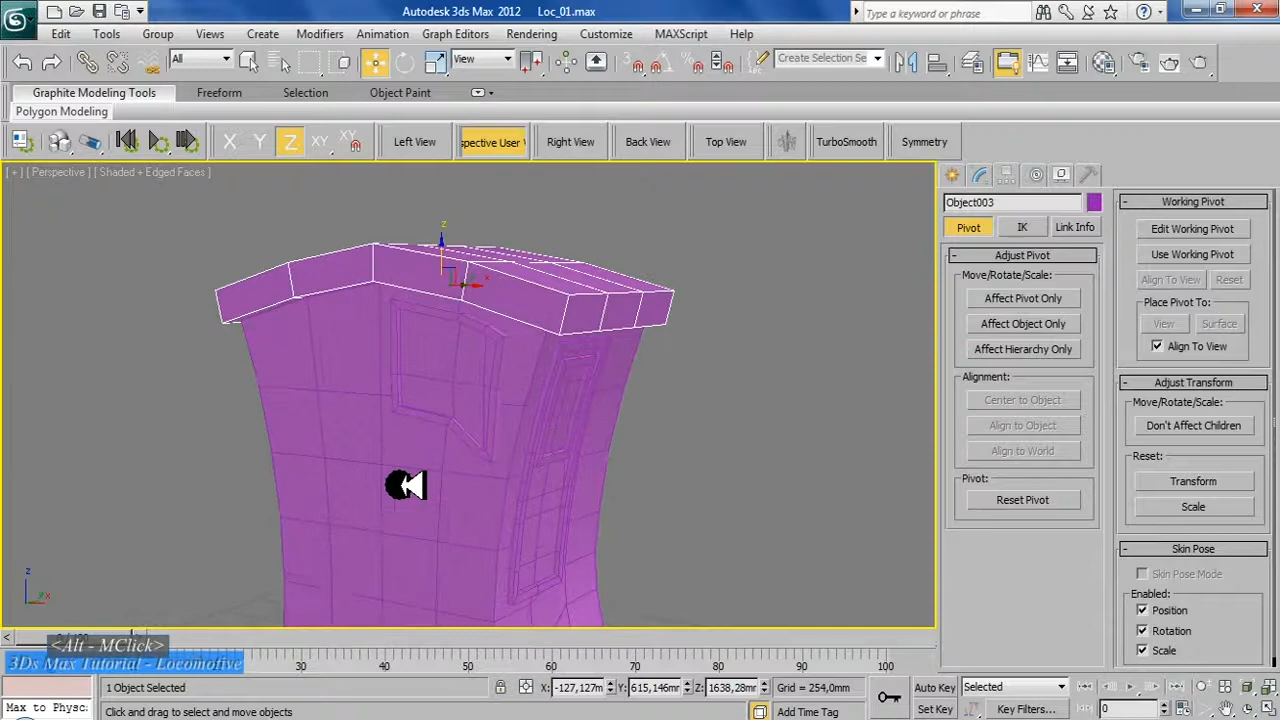 Autodesk 3ds Max 2012    Loc_01.max
Type a keyword or phrase
Edit Tools Group Views Create Modifiers Animation Graph Editors Rendering Customize MAXScript Help
All View Create Selection Se
Graphite Modeling Tools Freeform Selection Object Paint
Polygon Modeling
X Y Z XY XY Left View spective User V Right View Back View Top View TurboSmooth Symmetry
[ + ] [ Perspective ] [ Shaded + Edged Faces ]
Object003
Pivot IK Link Info
Adjust Pivot
Move/Rotate/Scale:
Affect Pivot Only
Affect Object Only
Affect Hierarchy Only
Alignment:
Center to Object
Align to Object
Align to World
Pivot:
Reset Pivot
Working Pivot
Edit Working Pivot
Use Working Pivot
Align To View Reset
Place Pivot To:
View Surface
Align To View
Adjust Transform
Move/Rotate/Scale:
Don't Affect Children
Reset:
Transform
Scale
Skin Pose
Skin Pose Mode
Enabled:
Position
Rotation
Scale
z
x
z
<Alt - MClick>
3Ds Max Tutorial - Locomotive
30 40 50 60 70 80 90 100
1 Object Selected X: -127,127m Y: 615,146mm Z: 1638,28mm Grid = 254,0mm Auto Key Selected
Max to Physc Click and drag to select and move objects Add Time Tag Set Key Key Filters... 0